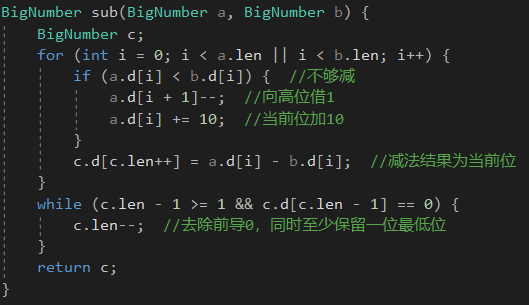 BigNumber sub(BigNumber a, BigNumber b) {
    BigNumber c;
    for (int i = 0; i < a.len || i < b.len; i++) {
        if (a.d[i] < b.d[i]) {  //不够减
            a.d[i + 1]--;  //向高位借1
            a.d[i] += 10;  //当前位加10
        }
        c.d[c.len++] = a.d[i] - b.d[i];  //减法结果为当前位
    }
    while (c.len - 1 >= 1 && c.d[c.len - 1] == 0) {
        c.len--;  //去除前导0，同时至少保留一位最低位
    }
    return c;
}